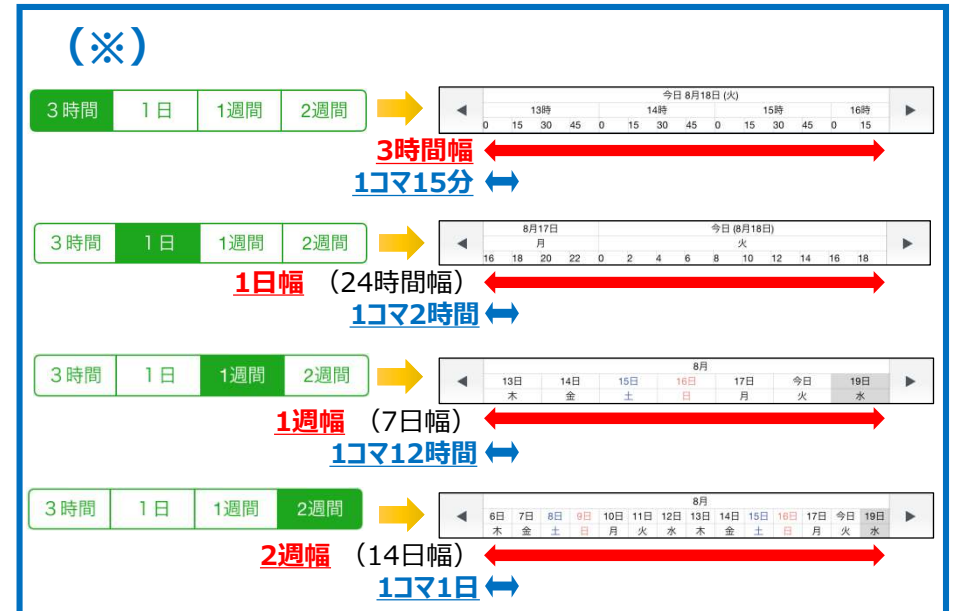 （※）
3時間 1日 1週間 2週間
◀ 今日 8月18日 (火) ▶
13時 14時 15時 16時
0 15 30 45 0 15 30 45 0 15 30 45 0 15
3時間幅
1コマ15分
3時間 1日 1週間 2週間
◀ 8月17日 今日 (8月18日) ▶
月 火
16 18 20 22 0 2 4 6 8 10 12 14 16 18
1日幅 （24時間幅）
1コマ2時間
3時間 1日 1週間 2週間
8月
◀ 13日 14日 15日 16日 17日 今日 19日 ▶
木 金 土 日 月 火 水
1週幅 （7日幅）
1コマ12時間
3時間 1日 1週間 2週間
8月
◀ 6日 7日 8日 9日 10日 11日 12日 13日 14日 15日 16日 17日 今日 19日 ▶
木 金 土 日 月 火 水 木 金 土 日 月 火 水
2週幅 （14日幅）
1コマ1日